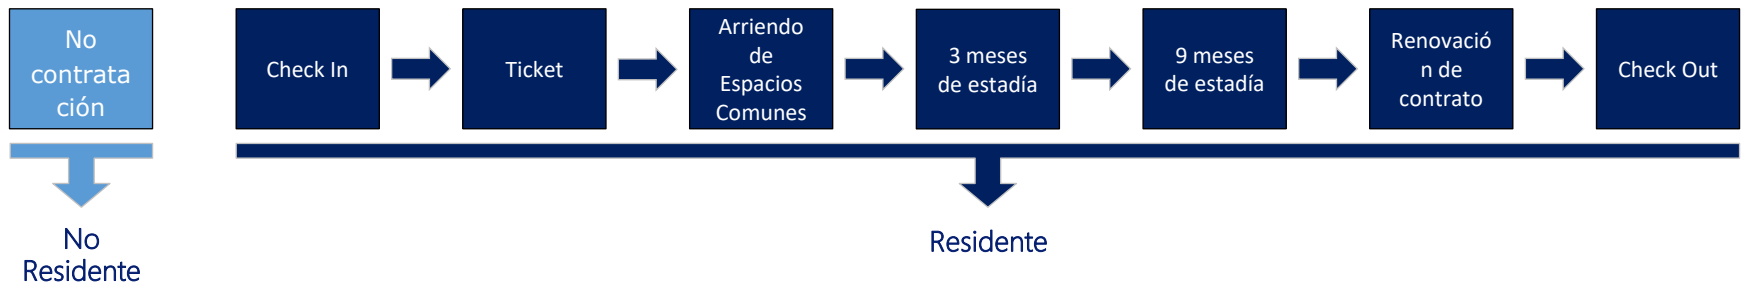 No
contrata
ción
Check In
Ticket
Arriendo
de
Espacios
Comunes
3 meses
de estadía
9 meses
de estadía
Renovació
n de
contrato
Check Out
No
Residente
Residente